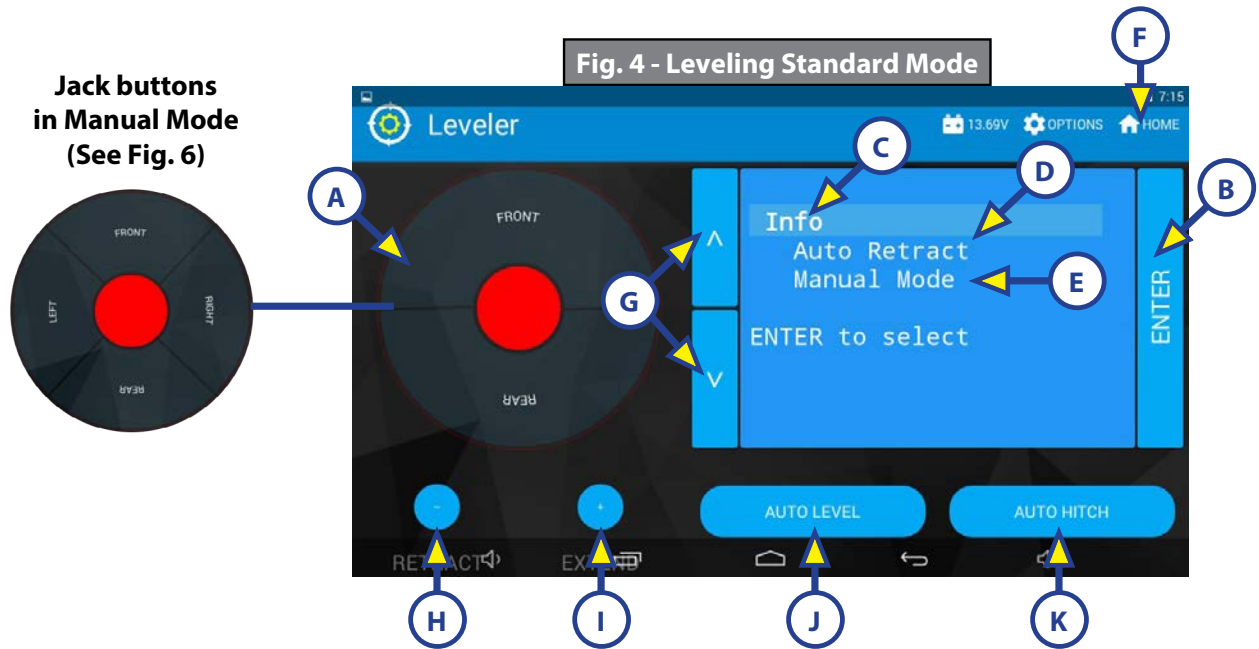 Fig. 4 - Leveling Standard Mode
F
Jack buttons
in Manual Mode
(See Fig. 6)
7:15
Leveler
13.69V
OPTIONS
HOME
C
D
B
A
FRONT
LEFT
RIGHT
REAR
FRONT
REAR
G
^
v
Info
Auto Retract
Manual Mode
E
ENTER to select
ENTER
-
+
AUTO LEVEL
AUTO HITCH
RETRACT
EXTEND
H
I
J
K